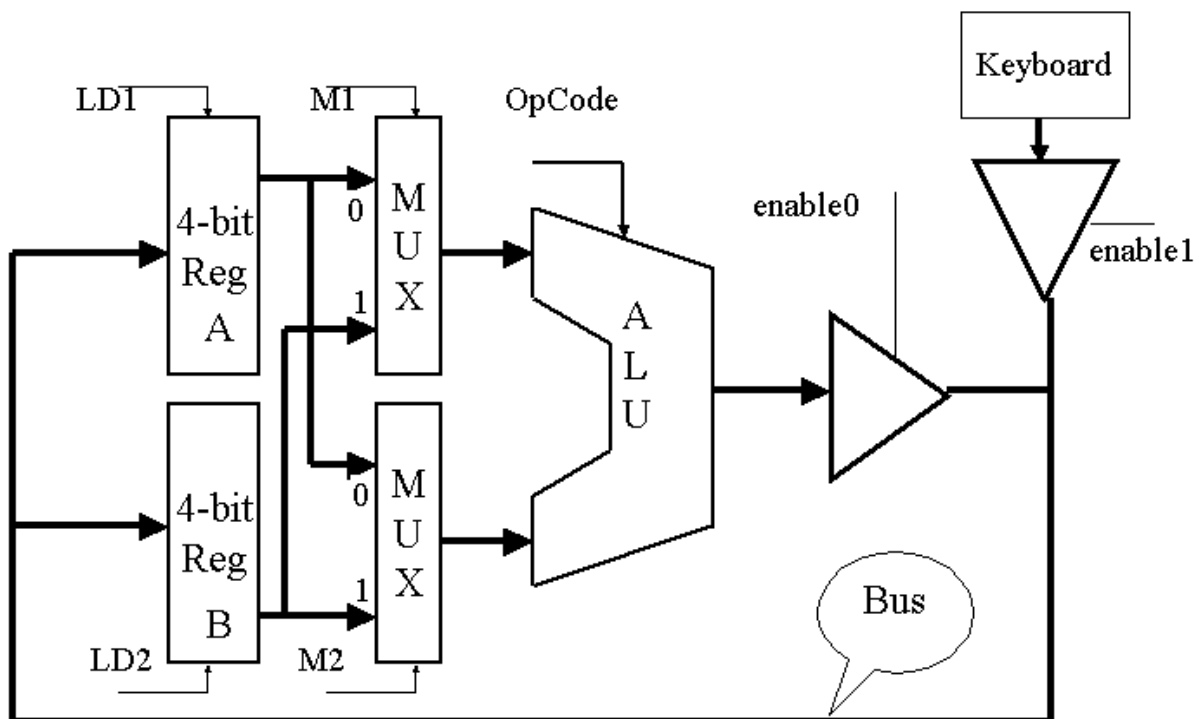 Keyboard
LD1
M1
OpCode
enable0
enable1
4-bit
Reg
A
0
1
M
U
X
A
L
U
4-bit
Reg
B
0
1
M
U
X
LD2
M2
Bus